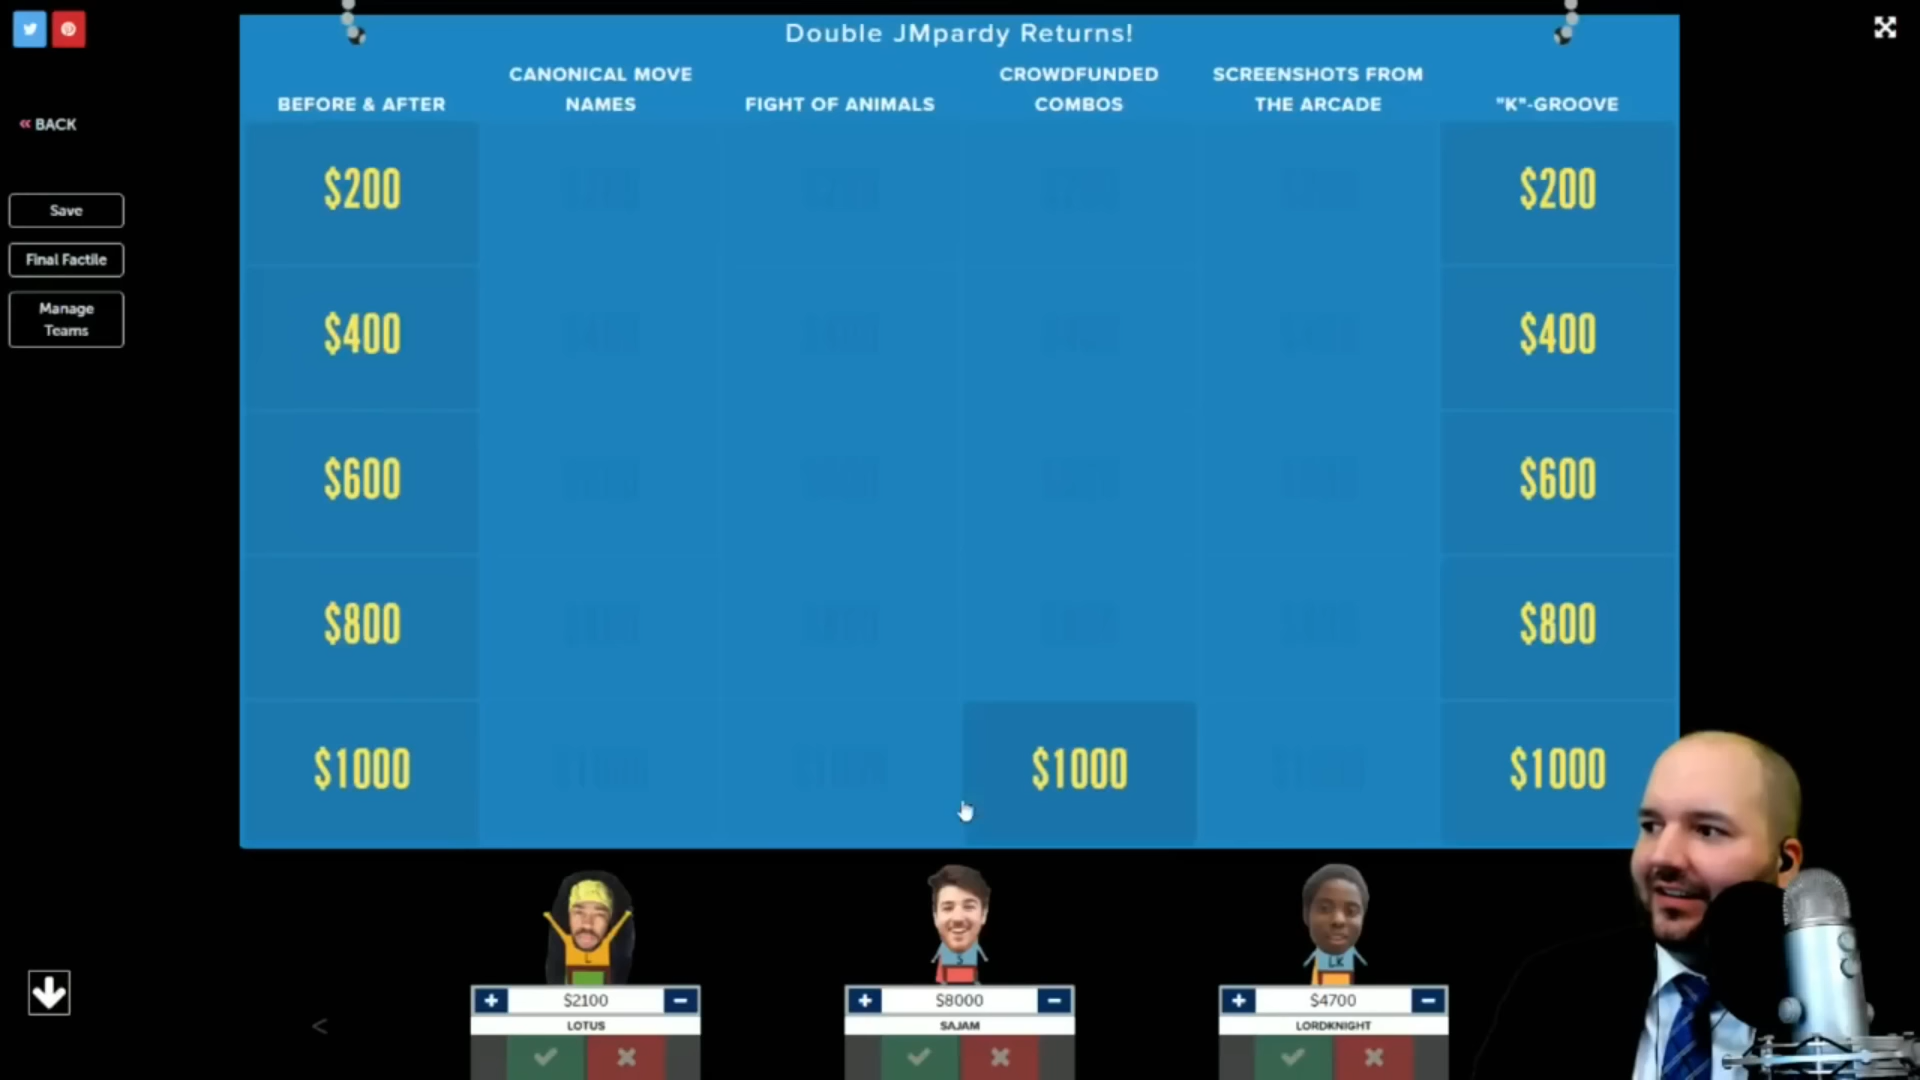 Double JMpardy Returns!
BEFORE & AFTER
CANONICAL MOVE
NAMES
FIGHT OF ANIMALS
CROWDFUNDED
COMBOS
SCREENSHOTS FROM
THE ARCADE
"K"-GROOVE
« BACK
Save
Final Factile
Manage
Teams
$200
$200
$400
$400
$600
$600
$800
$800
$1000
$1000
$1000
L
S
LK
+ $2100 −
LOTUS
+ $8000 −
SAJAM
+ $4700 −
LORDKNIGHT
<